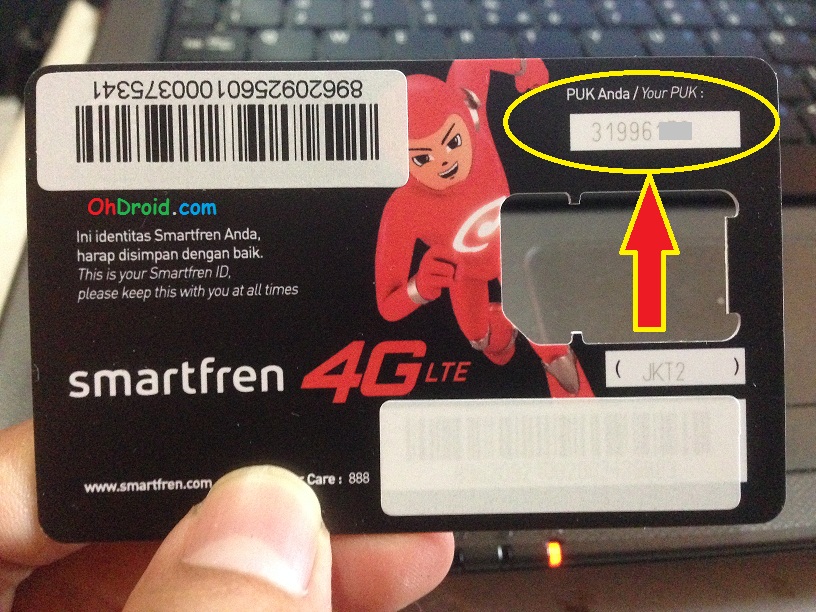 89620925601000375341
PUK Anda / Your PUK :
31996
OhDroid.com
Ini identitas Smartfren Anda,
harap disimpan dengan baik.
This is your Smartfren ID,
please keep this with you at all times
smartfren 4G LTE
( JKT2 )
www.smartfren.com
Care : 888